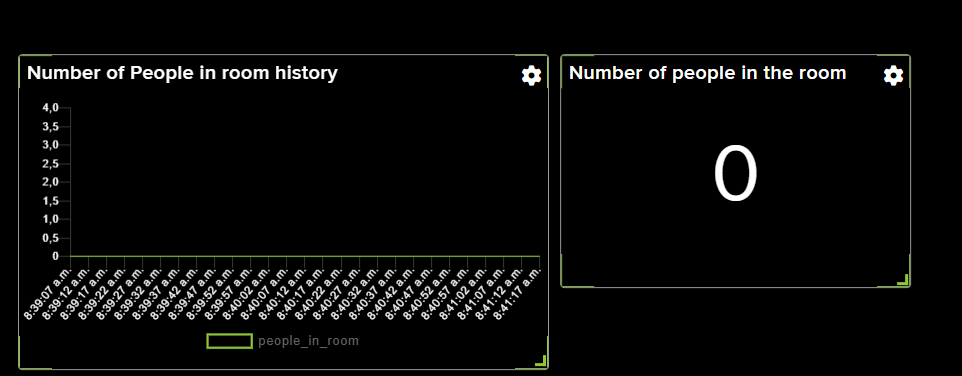 Number of People in room history
4,0
3,5
3,0
2,5
2,0
1,5
1,0
0,5
0
8:39:07 a.m.
8:39:12 a.m.
8:39:17 a.m.
8:39:22 a.m.
8:39:27 a.m.
8:39:32 a.m.
8:39:37 a.m.
8:39:42 a.m.
8:39:47 a.m.
8:39:52 a.m.
8:39:57 a.m.
8:40:02 a.m.
8:40:07 a.m.
8:40:12 a.m.
8:40:17 a.m.
8:40:22 a.m.
8:40:27 a.m.
8:40:32 a.m.
8:40:37 a.m.
8:40:42 a.m.
8:40:47 a.m.
8:40:52 a.m.
8:40:57 a.m.
8:41:02 a.m.
8:41:07 a.m.
8:41:12 a.m.
8:41:17 a.m.
people_in_room
Number of people in the room
0